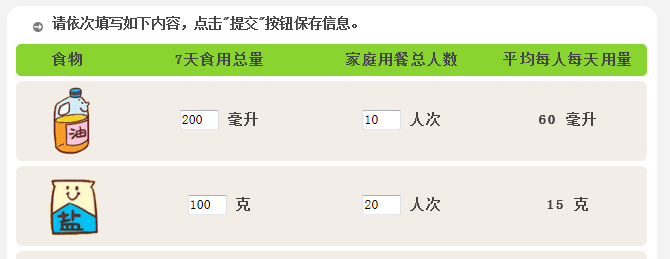 请依次填写如下内容，点击"提交"按钮保存信息。
食物 7天食用总量 家庭用餐总人数 平均每人每天用量
油 200 毫升 10 人次 60 毫升
盐 100 克 20 人次 15 克